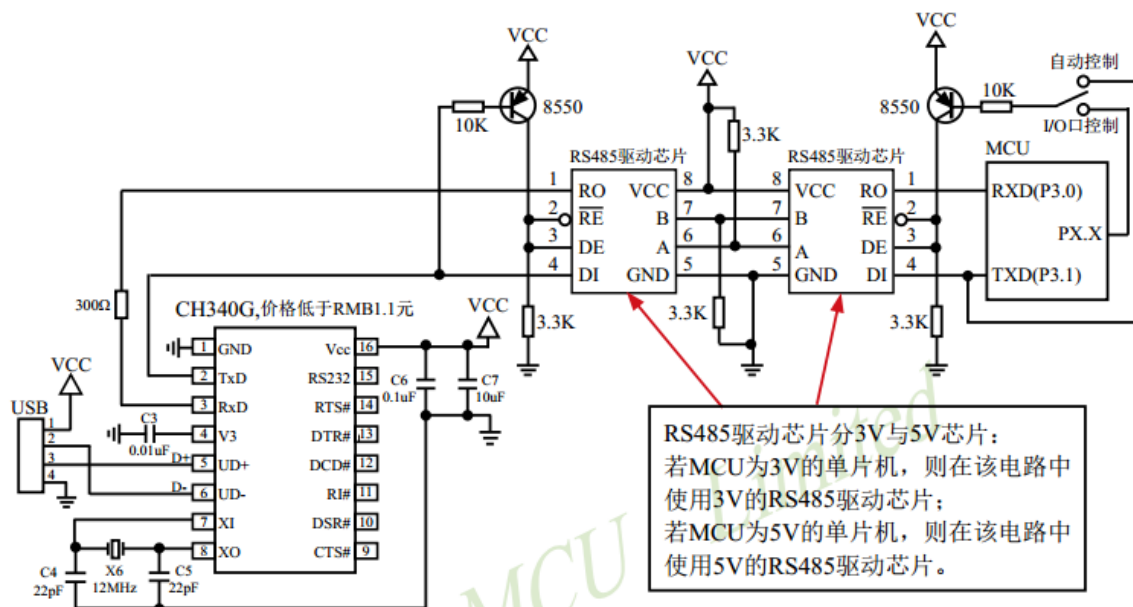 VCC
VCC
VCC
自动控制
10K
8550
8550
10K
I/O口控制
3.3K
MCU
RS485驱动芯片
RS485驱动芯片
1 RO VCC 8 8 VCC RO 1 RXD(P3.0)
2 RE B 7 7 B RE 2
PX.X
3 DE A 6 6 A DE 3
4 DI GND 5 5 GND DI 4 TXD(P3.1)
300Ω
CH340G,价格低于RMB1.1元
VCC
3.3K
3.3K
3.3K
1 GND Vcc 16
VCC
2 TxD RS232 15
C6
0.1uF
C7
10uF
USB
3 RxD RTS# 14
1
2
3
4
C3
0.01uF
4 V3 DTR# 13
D+
5 UD+ DCD# 12
D-
6 UD- RI# 11
7 XI DSR# 10
8 XO CTS# 9
C4
22pF
X6
12MHz
C5
22pF
RS485驱动芯片分3V与5V芯片：
若MCU为3V的单片机，则在该电路中
使用3V的RS485驱动芯片；
若MCU为5V的单片机，则在该电路中
使用5V的RS485驱动芯片。
MCU Limited